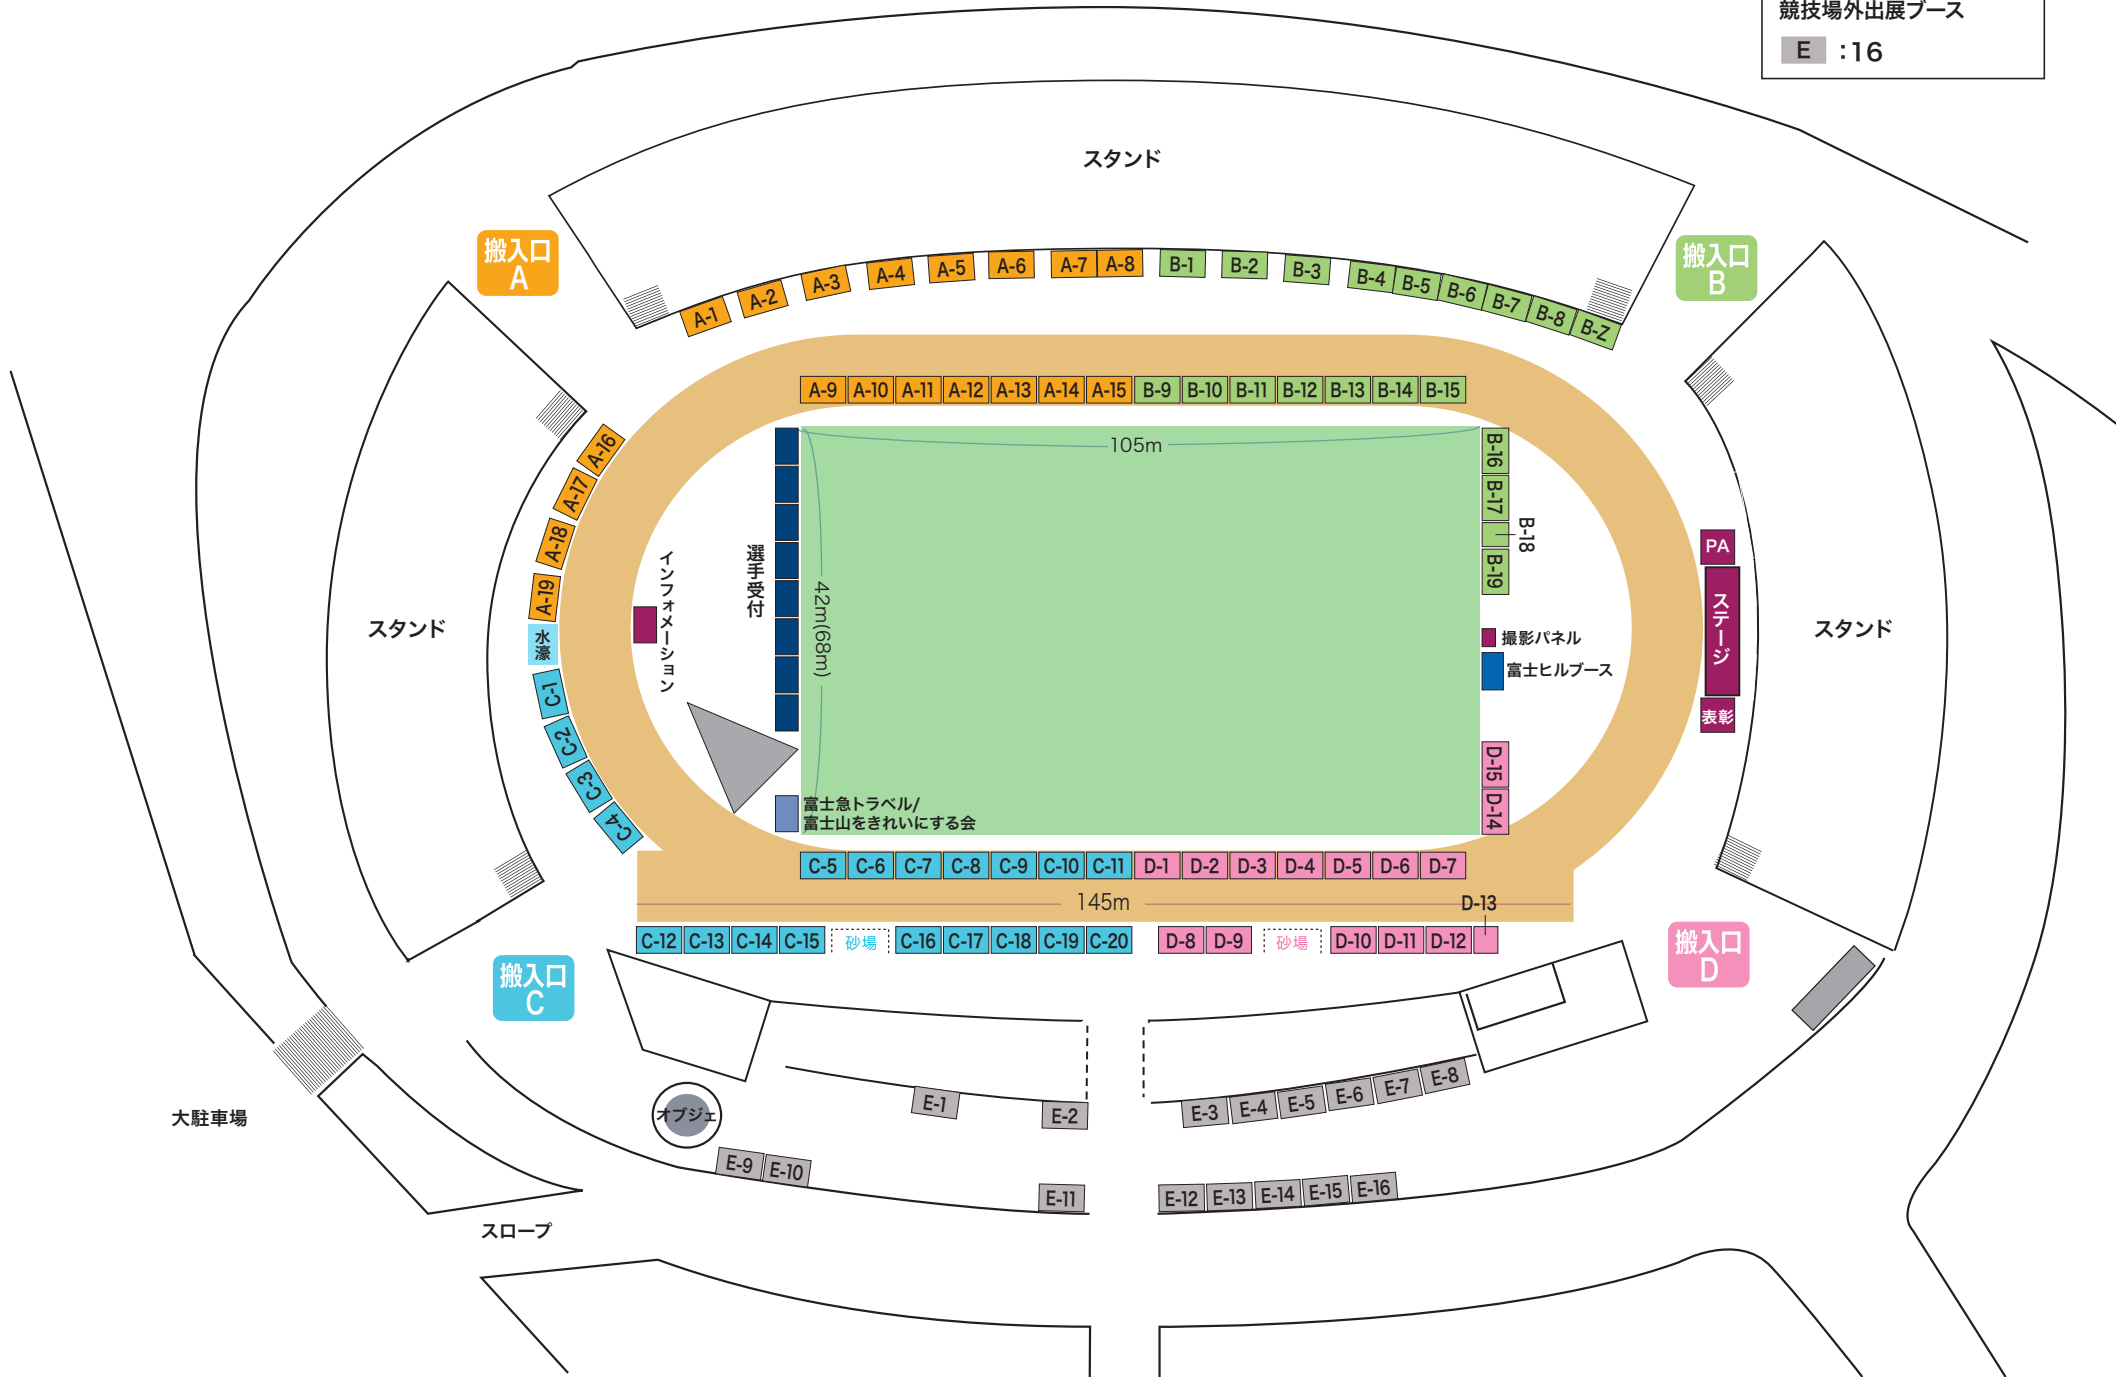 競技場外出展ブース
E :16
スタンド
搬入口
A
搬入口
B
A-1
A-2
A-3
A-4
A-5
A-6
A-7
A-8
B-1
B-2
B-3
B-4
B-5
B-6
B-7
B-8
B-Z
A-9 A-10 A-11 A-12 A-13 A-14 A-15 B-9 B-10 B-11 B-12 B-13 B-14 B-15
105m
A-16
A-17
A-18
A-19
水濠
C-1
C-2
C-3
C-4
スタンド
インフォメーション
選手受付
42m(68m)
B-16
B-17
B-18
B-19
撮影パネル
富士ヒルブース
D-15
D-14
PA
ステージ
表彰
スタンド
富士急トラベル/
富士山をきれいにする会
C-5 C-6 C-7 C-8 C-9 C-10 C-11 D-1 D-2 D-3 D-4 D-5 D-6 D-7
145m
D-13
C-12 C-13 C-14 C-15 砂場 C-16 C-17 C-18 C-19 C-20 D-8 D-9 砂場 D-10 D-11 D-12
搬入口
C
搬入口
D
オブジェ
E-1
E-2
E-3
E-4
E-5
E-6
E-7
E-8
E-9
E-10
E-11
E-12
E-13
E-14
E-15
E-16
大駐車場
スロープ